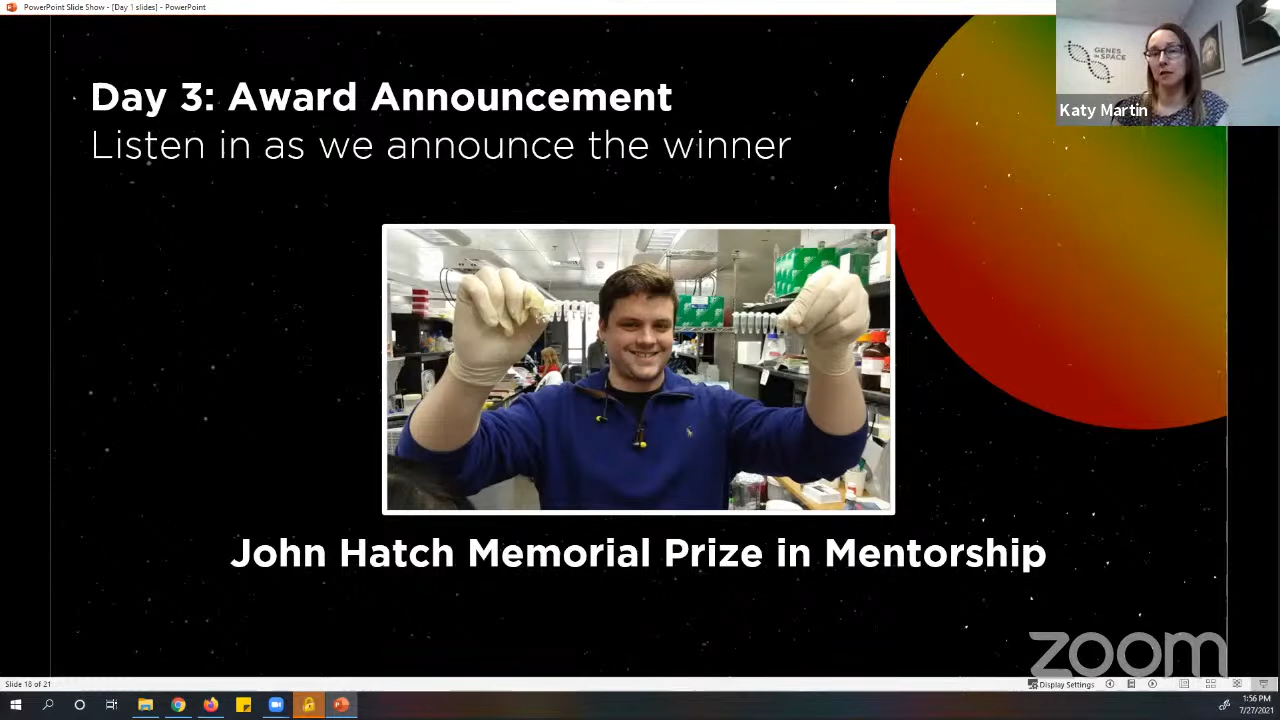 PowerPoint Slide Show - [Day 1 slides] - PowerPoint
GENES
IN SPACE
Katy Martin
Day 3: Award Announcement
Listen in as we announce the winner
John Hatch Memorial Prize in Mentorship
zoom
Slide 18 of 21
Display Settings
1:56 PM
7/27/2021